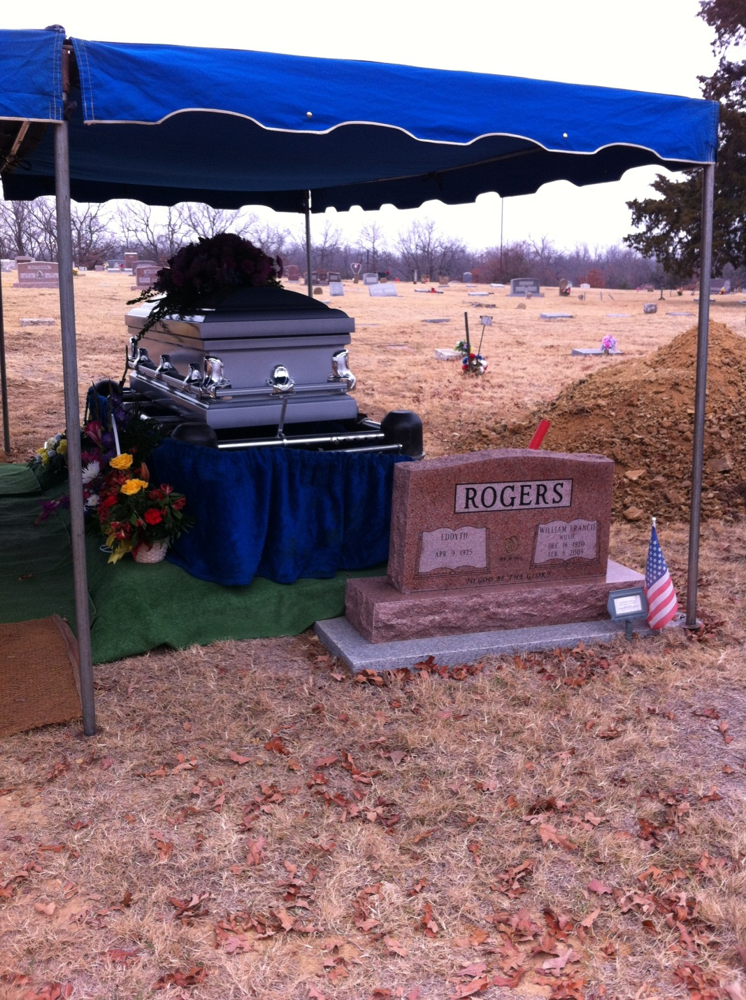 ROGERS
EDDYTH
APR 9 1925
WILLIAM FRANCIS
WILLIE
DEC 16 1920
FEB 8 2009
TO GOD BE THE GLORY